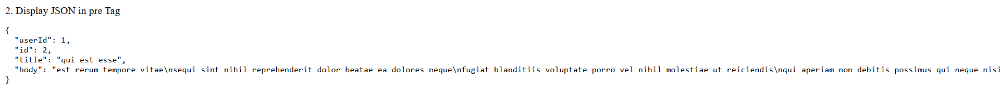 2. Display JSON in pre Tag
{
  "userId": 1,
  "id": 2,
  "title": "qui est esse",
  "body": "est rerum tempore vitae\nsequi sint nihil reprehenderit dolor beatae ea dolores neque\nfugiat blanditiis voluptate porro vel nihil molestiae ut reiciendis\nqui aperiam non debitis possimus qui neque nisi
}